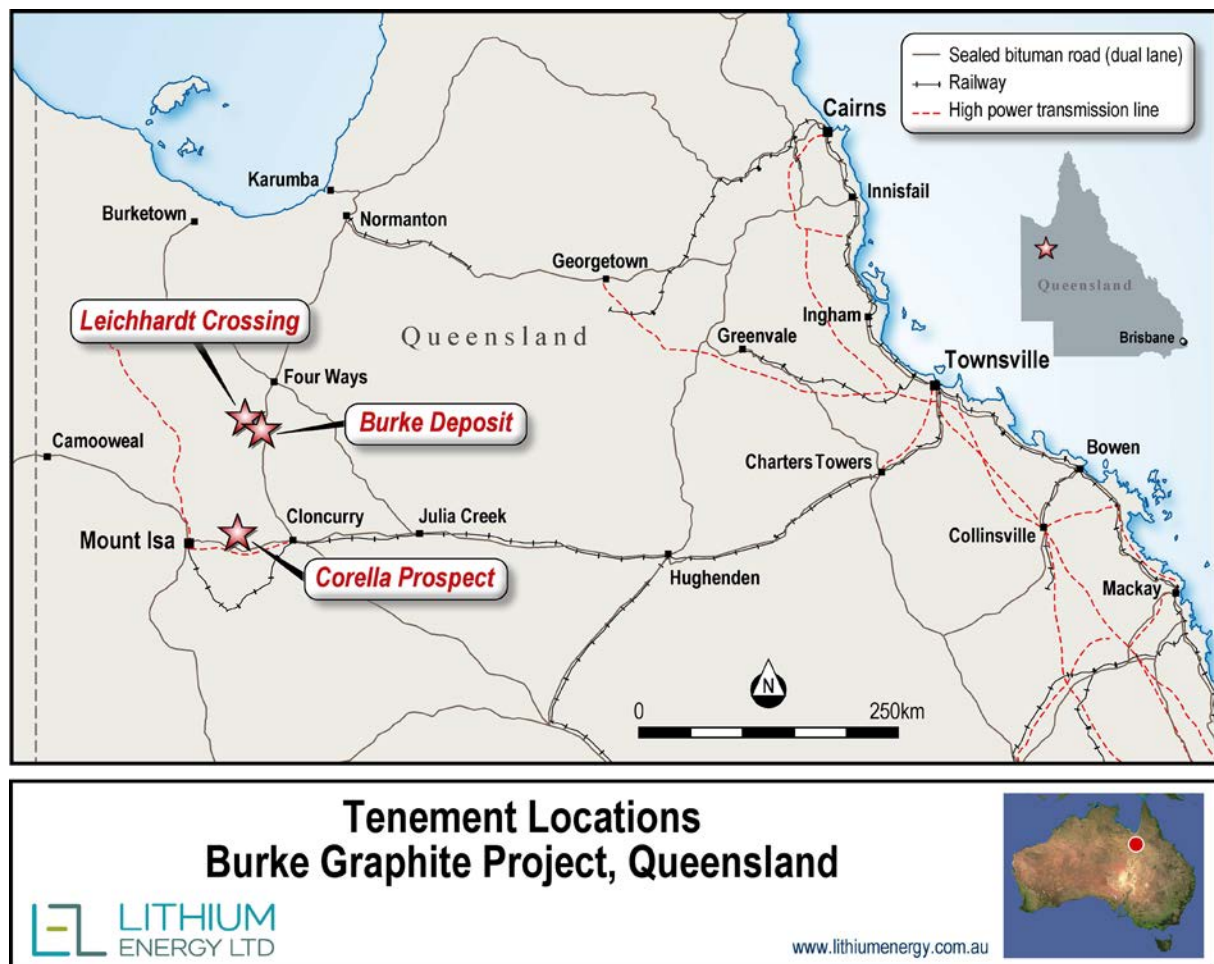 Sealed bituman road (dual lane)
Railway
High power transmission line
Cairns
Karumba
Innisfail
Burketown
Normanton
Georgetown
Queensland
Brisbane
Leichhardt Crossing
Queensland
Ingham
Greenvale
Townsville
Four Ways
Burke Deposit
Camooweal
Charters Towers
Bowen
Mount Isa
Cloncurry
Julia Creek
Collinsville
Corella Prospect
Hughenden
Mackay
N
0 250km
Tenement Locations
Burke Graphite Project, Queensland
LITHIUM
ENERGY LTD
www.lithiumenergy.com.au